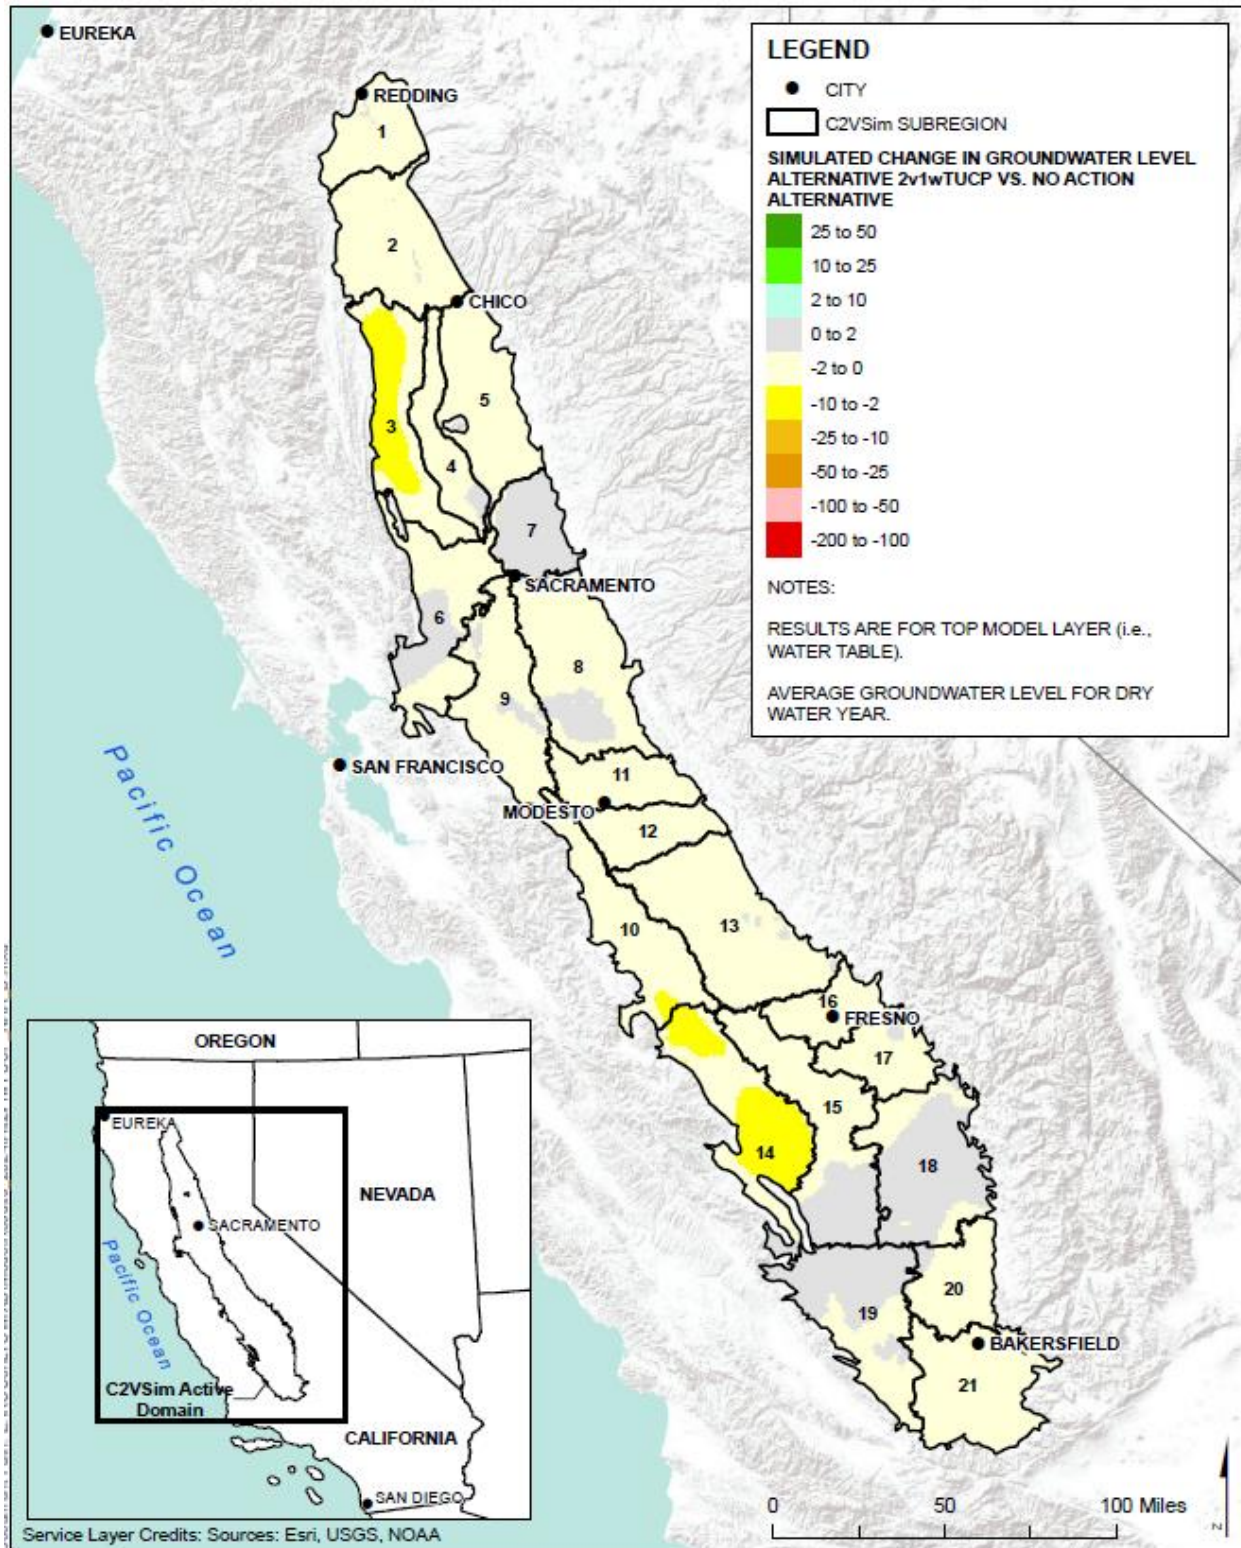 EUREKA
REDDING
1
2
CHICO
3
5
4
7
SACRAMENTO
6
8
9
SAN FRANCISCO
11
MODESTO
12
Pacific Ocean
10
13
16
FRESNO
17
15
14
18
19
20
BAKERSFIELD
21
LEGEND
CITY
C2VSim SUBREGION
SIMULATED CHANGE IN GROUNDWATER LEVEL
ALTERNATIVE 2v1wTUCP VS. NO ACTION
ALTERNATIVE
25 to 50
10 to 25
2 to 10
0 to 2
-2 to 0
-10 to -2
-25 to -10
-50 to -25
-100 to -50
-200 to -100
NOTES:
RESULTS ARE FOR TOP MODEL LAYER (i.e.,
WATER TABLE).
AVERAGE GROUNDWATER LEVEL FOR DRY
WATER YEAR.
OREGON
EUREKA
NEVADA
SACRAMENTO
Pacific Ocean
C2VSim Active
Domain
CALIFORNIA
SAN DIEGO
0 50 100 Miles
Z
Service Layer Credits: Sources: Esri, USGS, NOAA